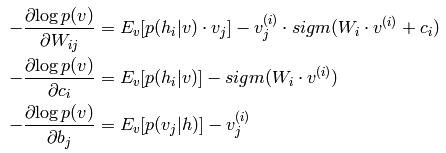 −∂log p(v)/∂W_ij = E_v[p(h_i|v) · v_j] − v_j^(i) · sigm(W_i · v^(i) + c_i)
−∂log p(v)/∂c_i = E_v[p(h_i|v)] − sigm(W_i · v^(i))
−∂log p(v)/∂b_j = E_v[p(v_j|h)] − v_j^(i)